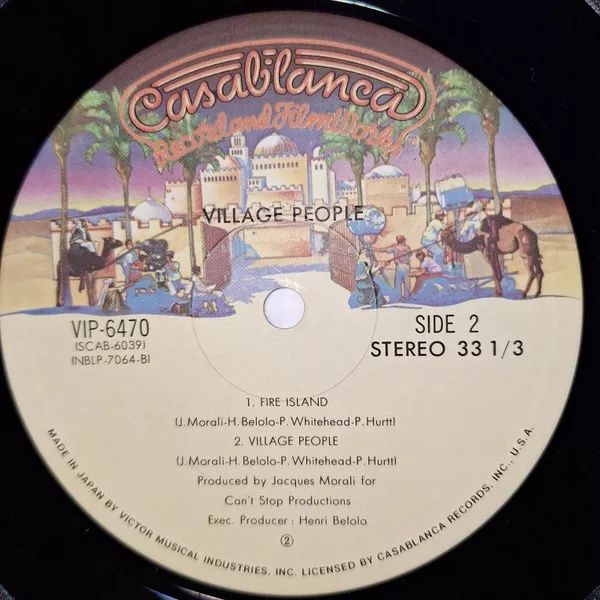 Casablanca
Record and FilmWorks
VILLAGE PEOPLE
VIP-6470
(SCAB-6039)
(NBLP-7064-B)
SIDE 2
STEREO 33 1/3
1. FIRE ISLAND
(J. Morali-H. Belolo-P. Whitehead-P. Hurtt)
2. VILLAGE PEOPLE
(J. Morali-H. Belolo-P. Whitehead-P. Hurtt)
Produced by Jacques Morali for
Can't Stop Productions
Exec. Producer : Henri Belolo
②
MADE IN JAPAN BY VICTOR MUSICAL INDUSTRIES, INC. LICENSED BY CASABLANCA RECORDS, INC., U.S.A.